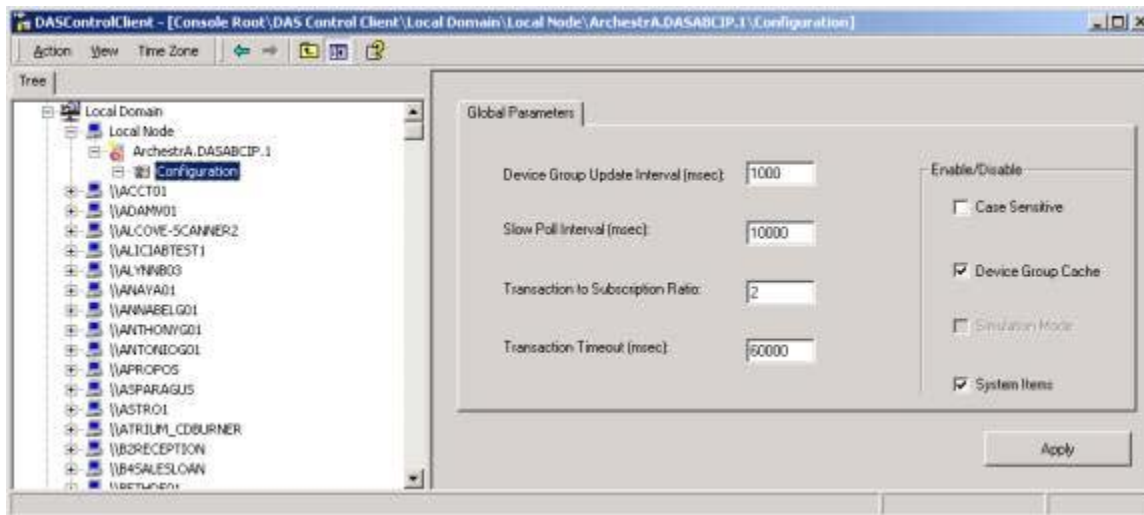 DASControlClient - [Console Root\DAS Control Client\Local Domain\Local Node\ArchestrA.DASABCIP.1\Configuration]
Action View Time Zone
Tree
Local Domain
Local Node
ArchestrA.DASABCIP.1
Configuration
\\ACCT01
\\ADAMV01
\\ALCOVE-SCANNER2
\\ALICIABTEST1
\\ALYNNB03
\\ANAYA01
\\ANNABELG01
\\ANTHONYG01
\\ANTONIOG01
\\APROPOS
\\ASPARAGUS
\\ASTRO1
\\ATRIUM_CDBURNER
\\B2RECEPTION
\\B4SALESLOAN
Global Parameters
Device Group Update Interval (msec): 1000
Slow Poll Interval (msec): 10000
Transaction to Subscription Ratio: 2
Transaction Timeout (msec): 60000
Enable/Disable
Case Sensitive
Device Group Cache
Simulation Mode
System Items
Apply